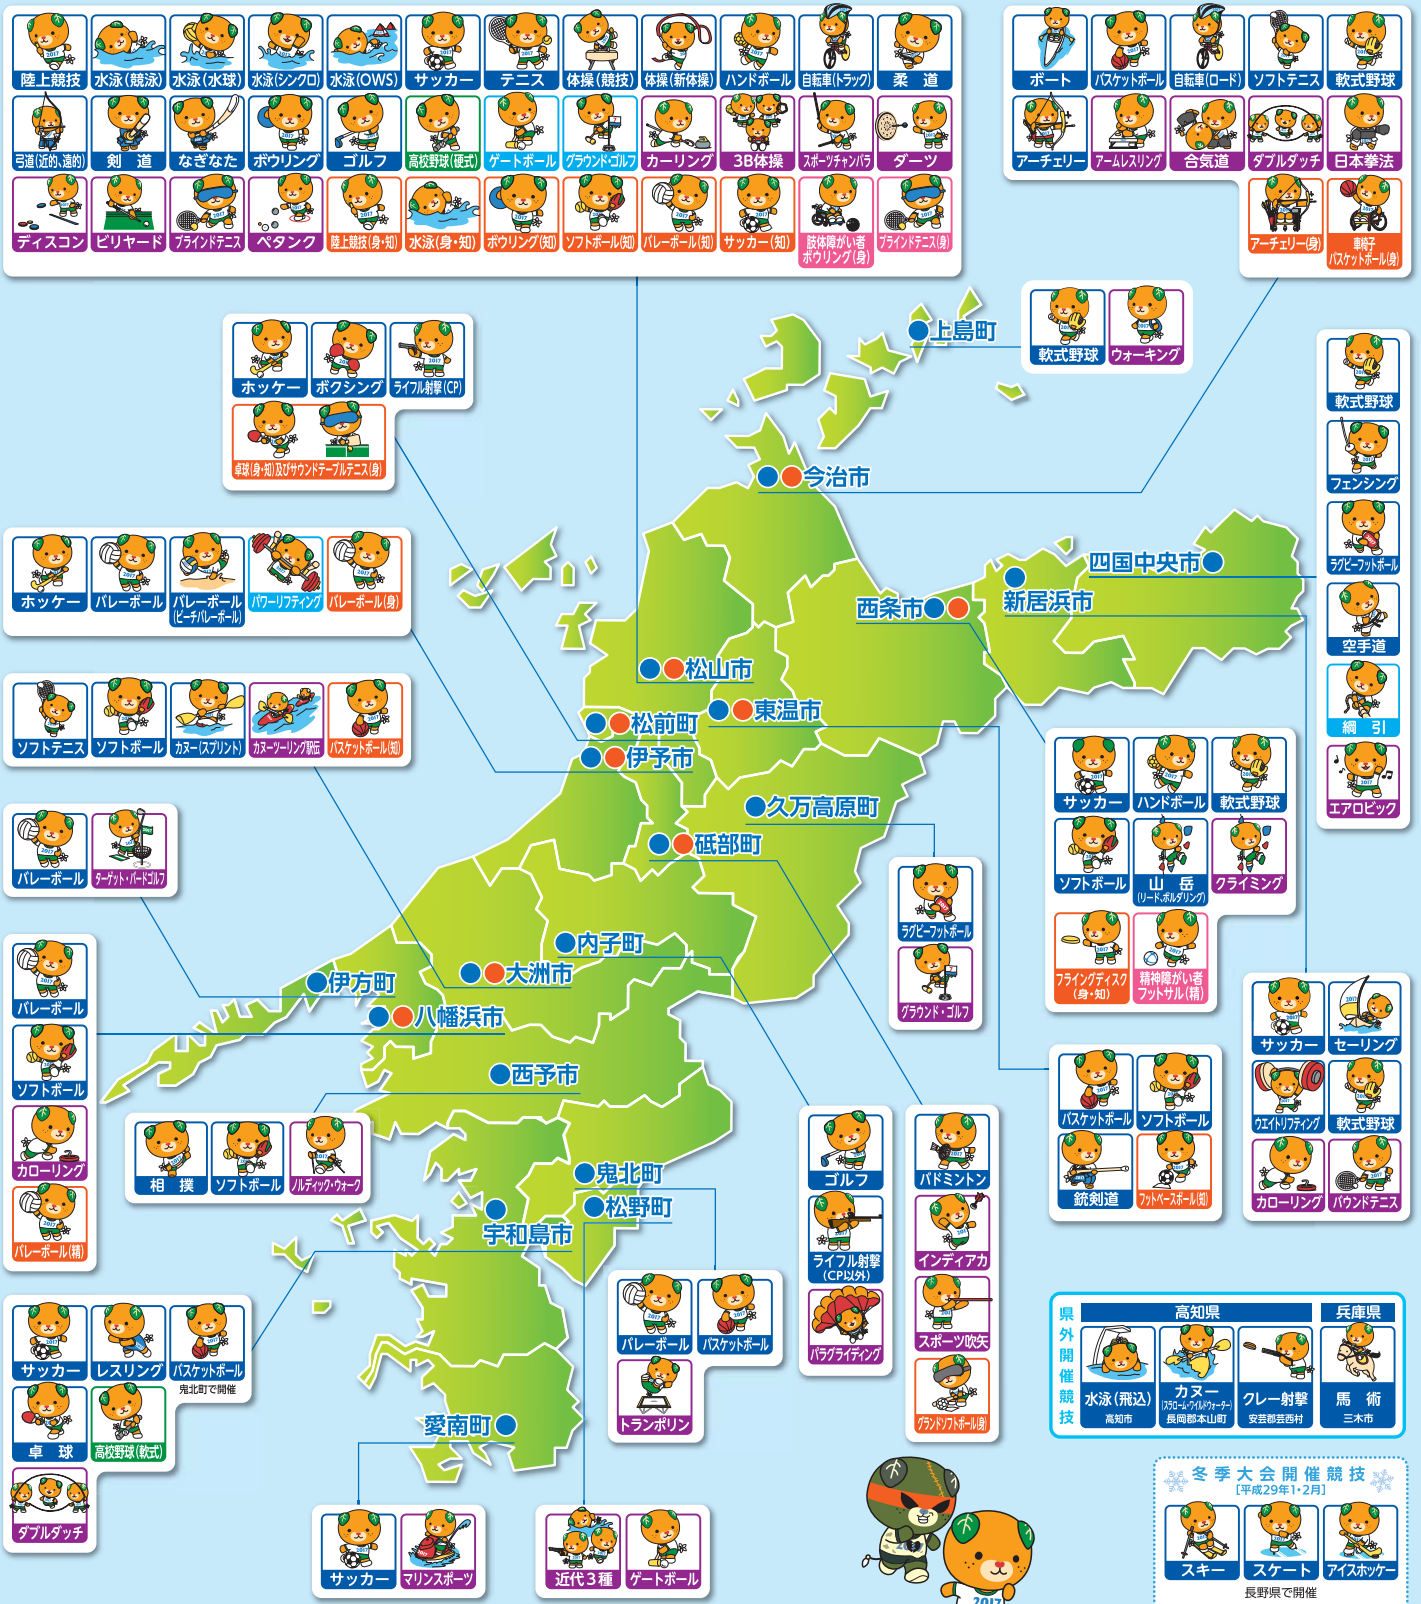 陸上競技
水泳(競泳)
水泳(水球)
水泳(シンクロ)
水泳(OWS)
サッカー
テニス
体操(競技)
体操(新体操)
ハンドボール
自転車(トラック)
柔道
弓道(近的、遠的)
剣道
なぎなた
ボウリング
ゴルフ
高校野球(硬式)
ゲートボール
グラウンド・ゴルフ
カーリング
3B体操
スポーツチャンバラ
ダーツ
ディスコン
ビリヤード
ブラインドテニス
ペタンク
陸上競技(身・知)
水泳(身・知)
ボウリング(知)
ソフトボール(知)
バレーボール(知)
サッカー(知)
肢体障がい者
ボウリング(身)
ブラインドテニス(身)
ボート
バスケットボール
自転車(ロード)
ソフトテニス
軟式野球
アーチェリー
アームレスリング
合気道
ダブルダッチ
日本拳法
アーチェリー(身)
車椅子
バスケットボール(身)
上島町
軟式野球
ウォーキング
ホッケー
ボクシング
ライフル射撃(CP)
卓球(身・知)及びサウンドテーブルテニス(身)
今治市
軟式野球
フェンシング
ラグビーフットボール
空手道
綱引
エアロビック
四国中央市
新居浜市
西条市
ホッケー
バレーボール
バレーボール
(ビーチバレーボール)
パワーリフティング
バレーボール(身)
松山市
東温市
松前町
伊予市
ソフトテニス
ソフトボール
カヌー(スプリント)
カヌーツーリング駅伝
バスケットボール(知)
久万高原町
砥部町
サッカー
ハンドボール
軟式野球
ソフトボール
山岳
(リード、ボルダリング)
クライミング
フライングディスク
(身・知)
精神障がい者
フットサル(精)
バレーボール
ターゲット・バードゴルフ
ラグビーフットボール
グラウンド・ゴルフ
内子町
大洲市
伊方町
八幡浜市
西予市
バレーボール
ソフトボール
カローリング
バレーボール(精)
サッカー
セーリング
ウエイトリフティング
軟式野球
カローリング
バウンドテニス
バスケットボール
ソフトボール
銃剣道
フットベースボール(知)
相撲
ソフトボール
ノルディック・ウォーク
鬼北町
松野町
宇和島市
ゴルフ
ライフル射撃
(CP以外)
パラグライディング
バドミントン
インディアカ
スポーツ吹矢
グランドソフトボール(身)
バレーボール
バスケットボール
トランポリン
サッカー
レスリング
バスケットボール
鬼北町で開催
卓球
高校野球(軟式)
ダブルダッチ
愛南町
サッカー
マリンスポーツ
近代3種
ゲートボール
県外開催競技
高知県
兵庫県
水泳(飛込)
高知市
カヌー
(スラローム・ワイルドウォーター)
長岡郡本山町
クレー射撃
安芸郡芸西村
馬術
三木市
冬季大会開催競技
[平成29年1・2月]
スキー
スケート
アイスホッケー
長野県で開催
2017